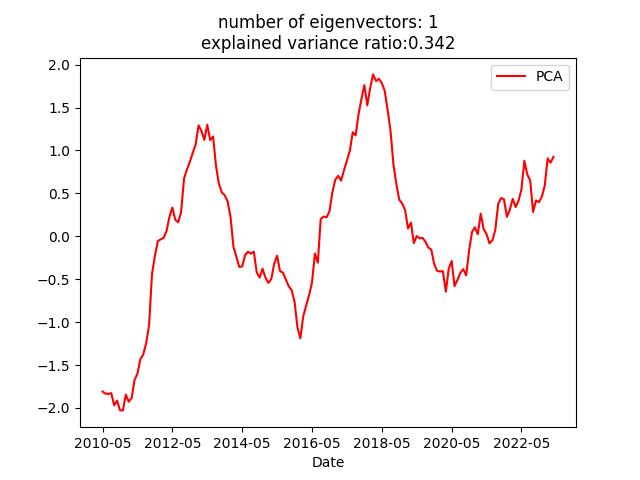 number of eigenvectors: 1
explained variance ratio:0.342
PCA
2.0
1.5
1.0
0.5
0.0
−0.5
−1.0
−1.5
−2.0
2010-05 2012-05 2014-05 2016-05 2018-05 2020-05 2022-05
Date